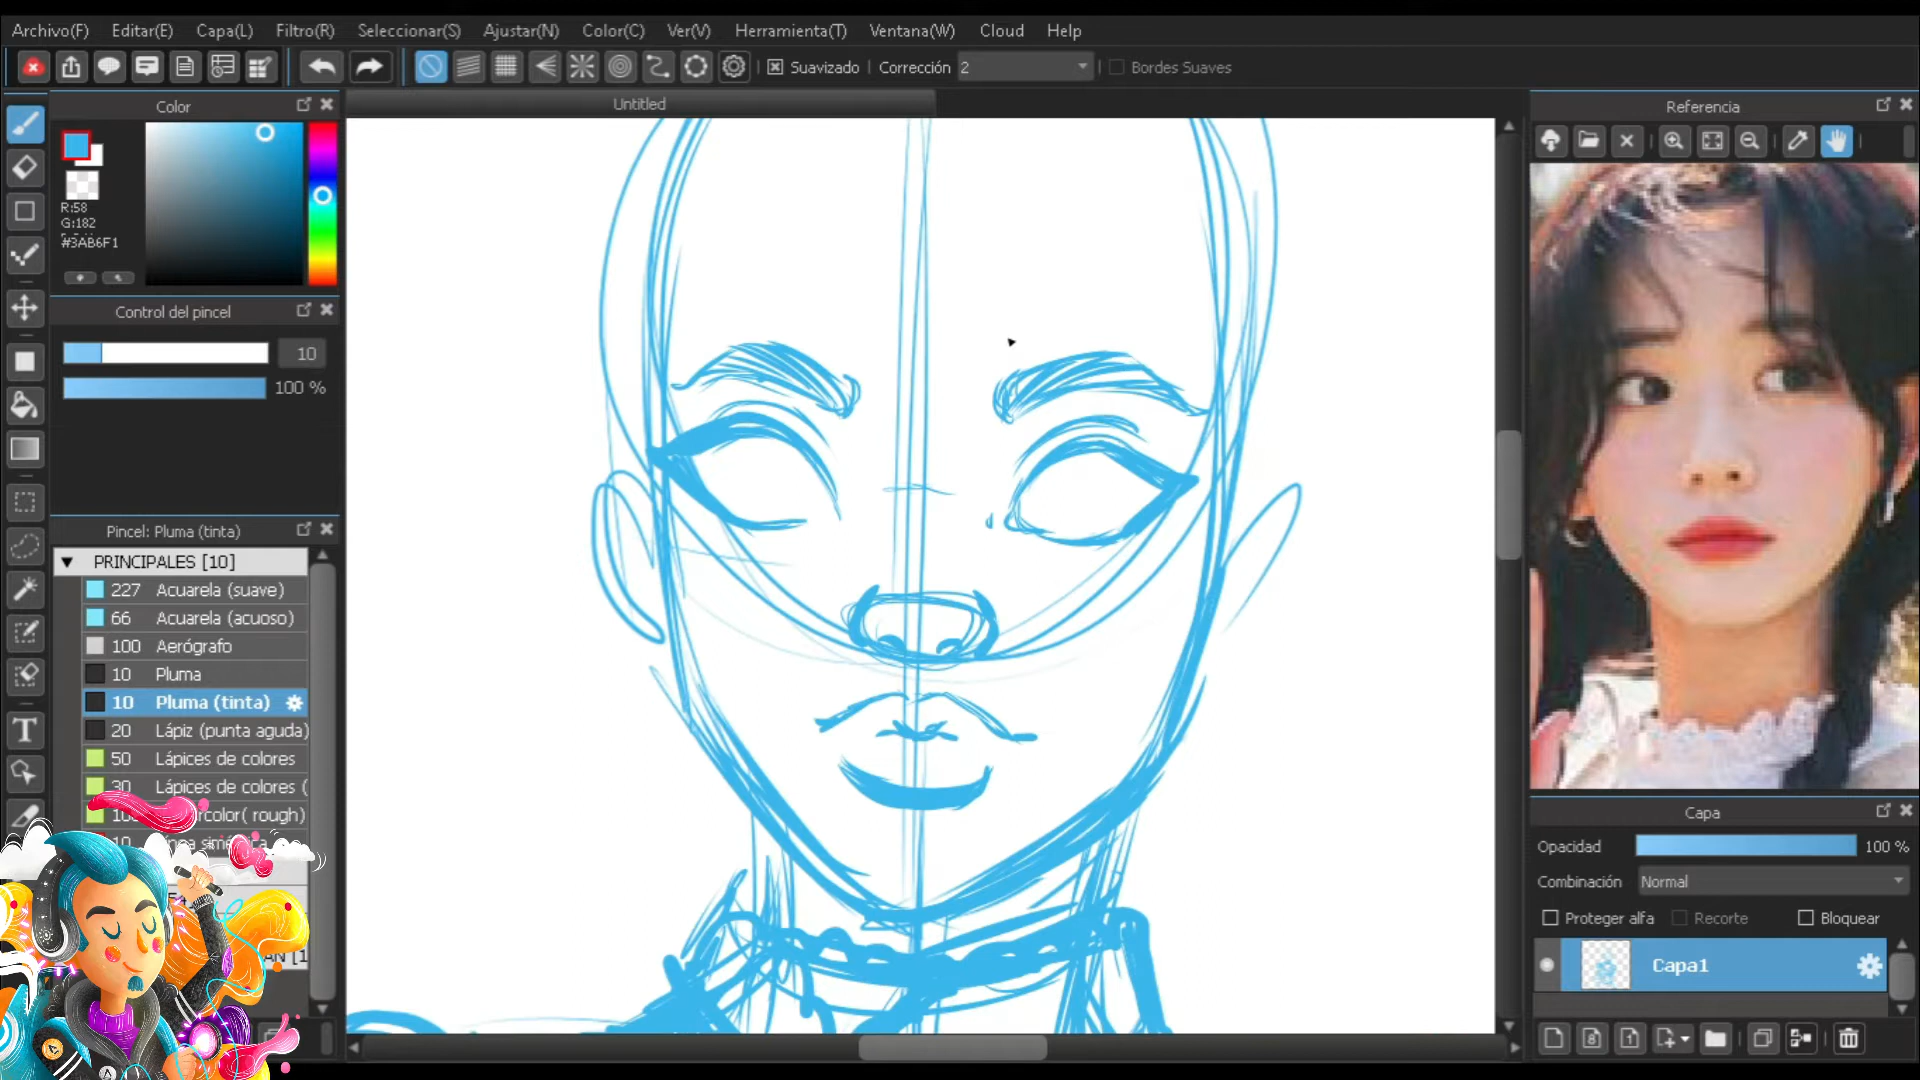 Archivo(F) Editar(E) Capa(L) Filtro(R) Seleccionar(S) Ajustar(N) Color(C) Ver(V) Herramienta(T) Ventana(W) Cloud Help
Suavizado Corrección 2 Bordes Suaves
Color
R:58
G:182
#3AB6F1
Control del pincel
10
100 %
Pincel: Pluma (tinta)
PRINCIPALES [10]
227 Acuarela (suave)
66 Acuarela (acuoso)
100 Aerógrafo
10 Pluma
10 Pluma (tinta)
20 Lápiz (punta aguda)
50 Lápices de colores
30 Lápices de colores (
rcolor( rough)
10
Untitled
Referencia
Capa
Opacidad 100 %
Combinación Normal
Proteger alfa Recorte Bloquear
Capa1